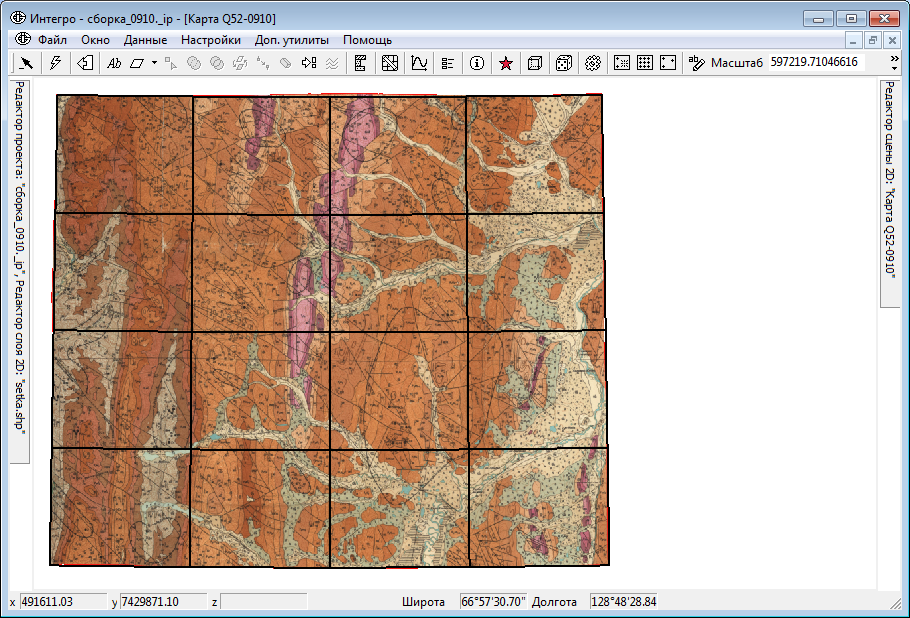 Интегро - сборка_0910._ip - [Карта Q52-0910]
Файл Окно Данные Настройки Доп. утилиты Помощь
Ab Масштаб 597219.71046616
Редактор проекта: "сборка_0910._ip", Редактор слоя 2D: "setka.shp"
Редактор сцены 2D: "Карта Q52-0910"
x 491611.03 y 7429871.10 z Широта 66°57'30.70" Долгота 128°48'28.84